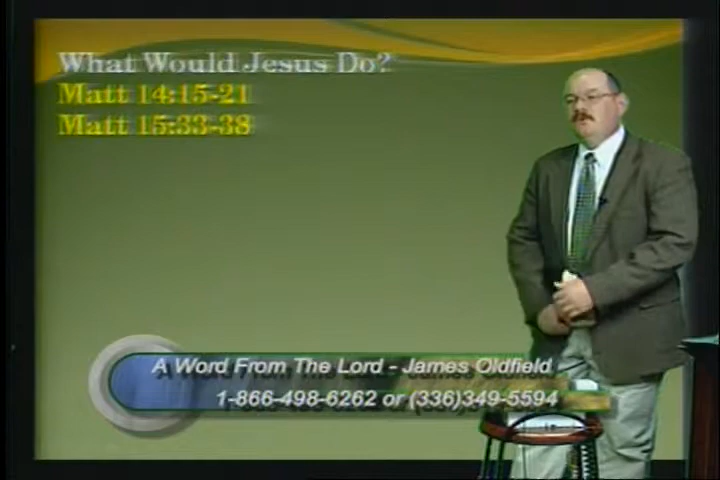 What Would Jesus Do?
Matt 14:15-21
Matt 15:33-38
A Word From The Lord - James Oldfield
1-866-498-6262 or (336)349-5594